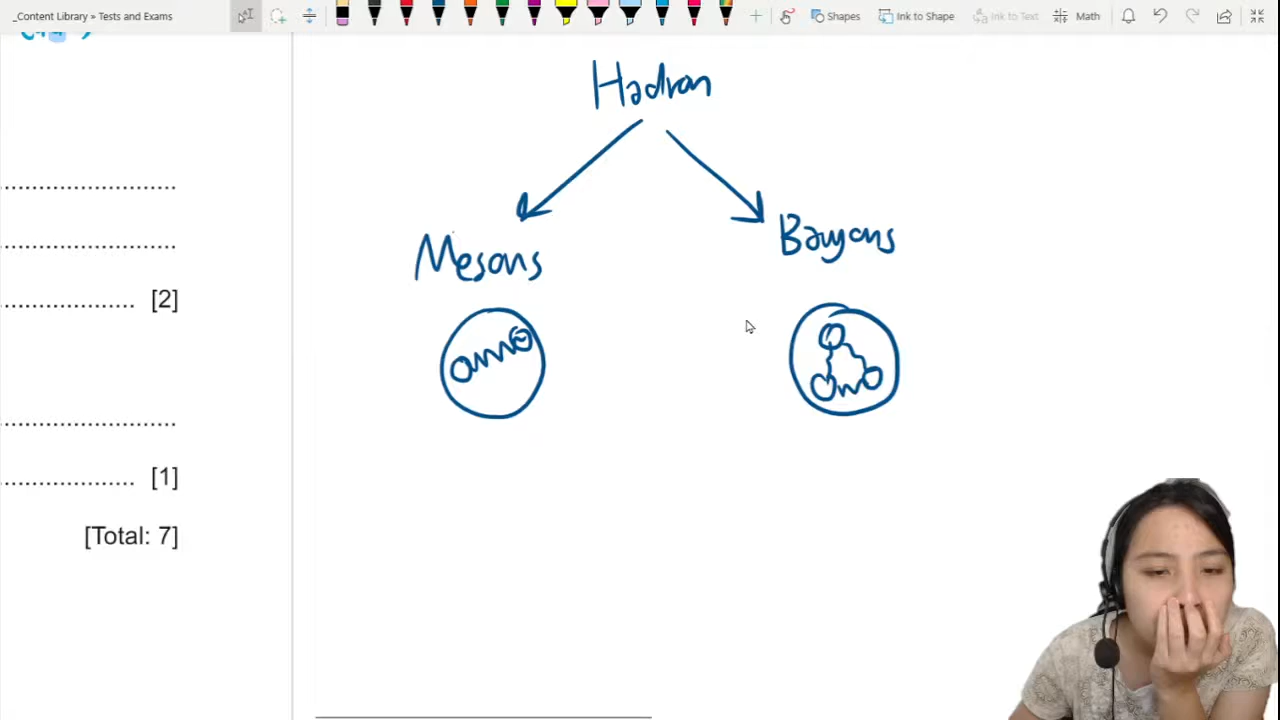 _Content Library » Tests and Exams
Shapes
Ink to Shape
Ink to Text
Math
Hadron
Mesons
Baryons
[2]
[1]
[Total: 7]